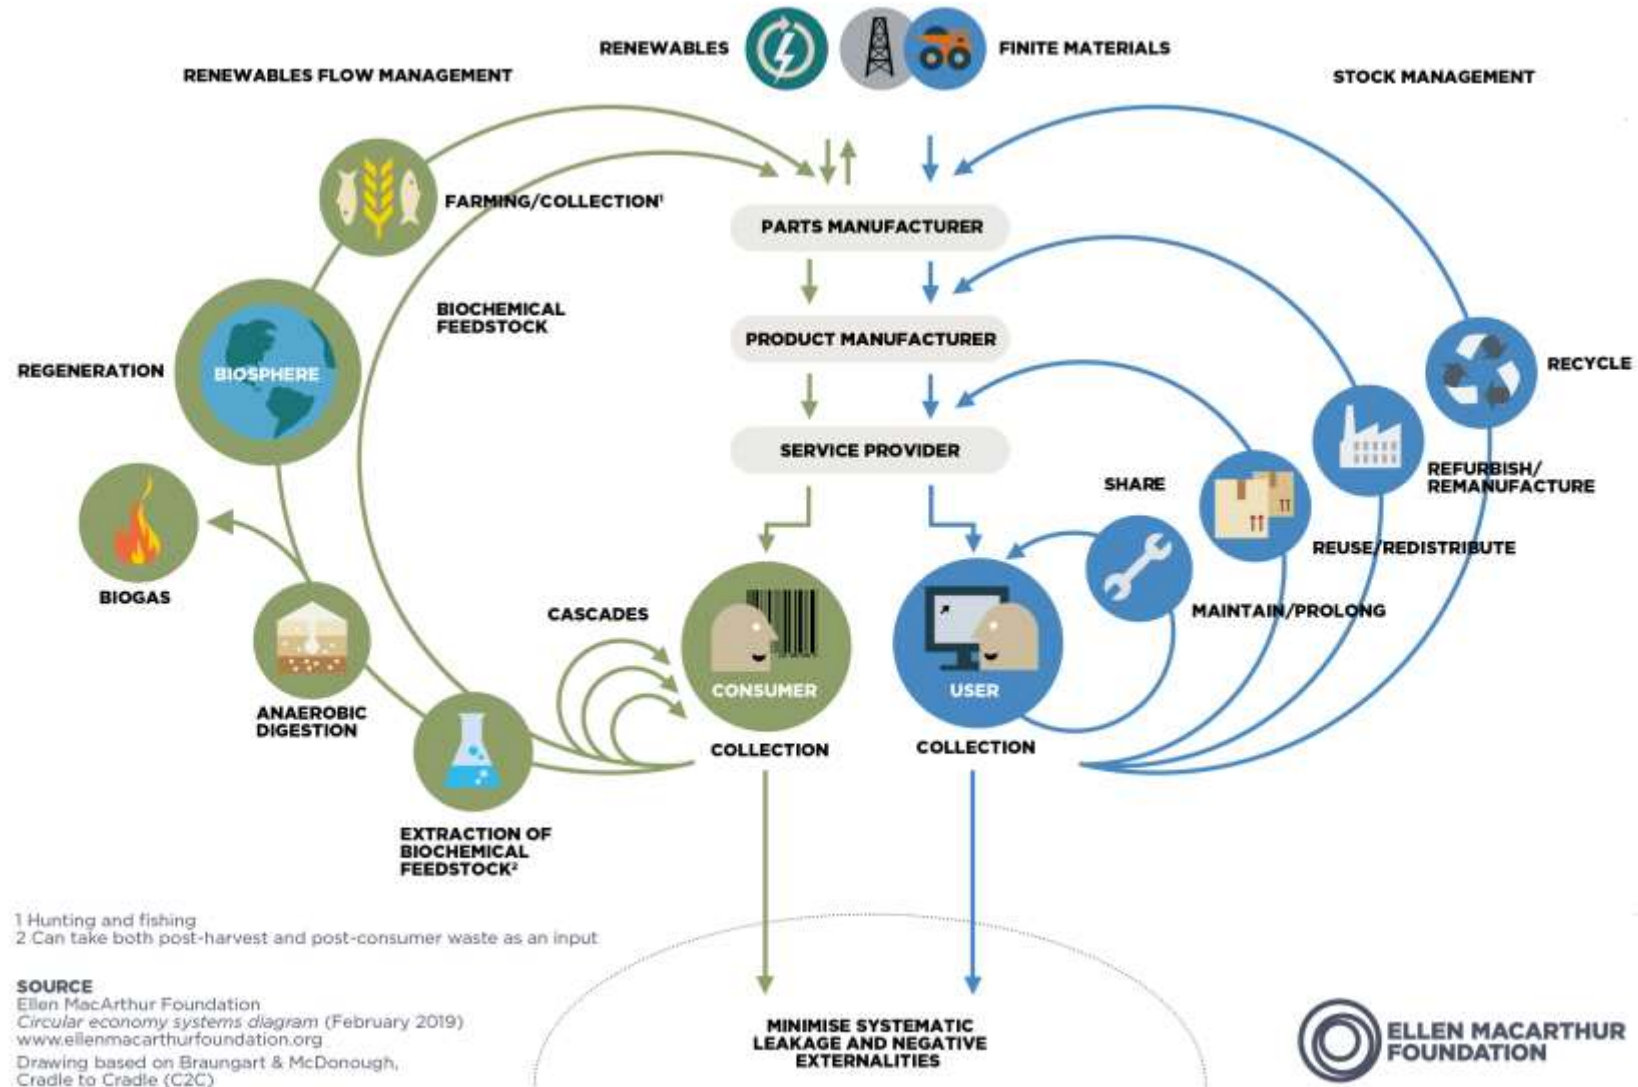 RENEWABLES
FINITE MATERIALS
RENEWABLES FLOW MANAGEMENT
STOCK MANAGEMENT
FARMING/COLLECTION¹
PARTS MANUFACTURER
BIOCHEMICAL
FEEDSTOCK
PRODUCT MANUFACTURER
REGENERATION
BIOSPHERE
RECYCLE
SERVICE PROVIDER
SHARE
REFURBISH/
REMANUFACTURE
REUSE/REDISTRIBUTE
BIOGAS
CASCADES
MAINTAIN/PROLONG
CONSUMER
USER
ANAEROBIC
DIGESTION
COLLECTION
COLLECTION
EXTRACTION OF
BIOCHEMICAL
FEEDSTOCK²
1 Hunting and fishing
2 Can take both post-harvest and post-consumer waste as an input
SOURCE
Ellen MacArthur Foundation
Circular economy systems diagram (February 2019)
www.ellenmacarthurfoundation.org
Drawing based on Braungart & McDonough,
Cradle to Cradle (C2C)
MINIMISE SYSTEMATIC
LEAKAGE AND NEGATIVE
EXTERNALITIES
ELLEN MACARTHUR
FOUNDATION